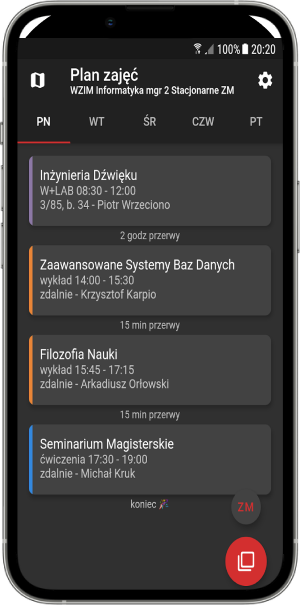 100% 20:20
Plan zajęć
WZIM Informatyka mgr 2 Stacjonarne ZM
PN WT ŚR CZW PT
Inżynieria Dźwięku
W+LAB 08:30 - 12:00
3/85, b. 34 - Piotr Wrzeciono
2 godz przerwy
Zaawansowane Systemy Baz Danych
wykład 14:00 - 15:30
zdalnie - Krzysztof Karpio
15 min przerwy
Filozofia Nauki
wykład 15:45 - 17:15
zdalnie - Arkadiusz Orłowski
15 min przerwy
Seminarium Magisterskie
ćwiczenia 17:30 - 19:00
zdalnie - Michał Kruk
koniec 🎉
ZM